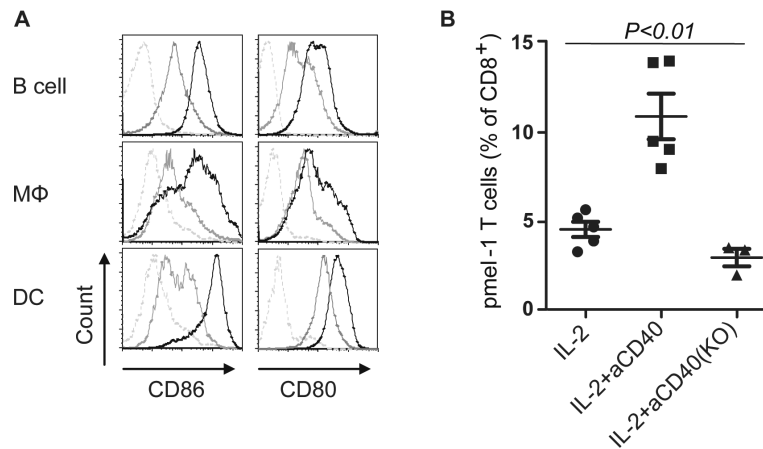 A
B cell
MΦ
DC
Count
CD86
CD80
B
P<0.01
pmel-1 T cells (% of CD8+)
15
10
5
0
IL-2
IL-2+aCD40
IL-2+aCD40(KO)